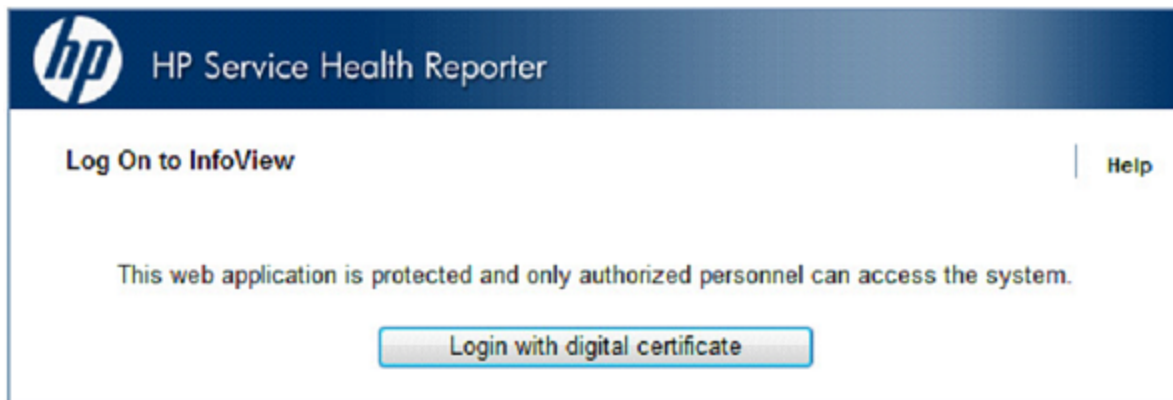 hp
HP Service Health Reporter
Log On to InfoView
Help
This web application is protected and only authorized personnel can access the system.
Login with digital certificate